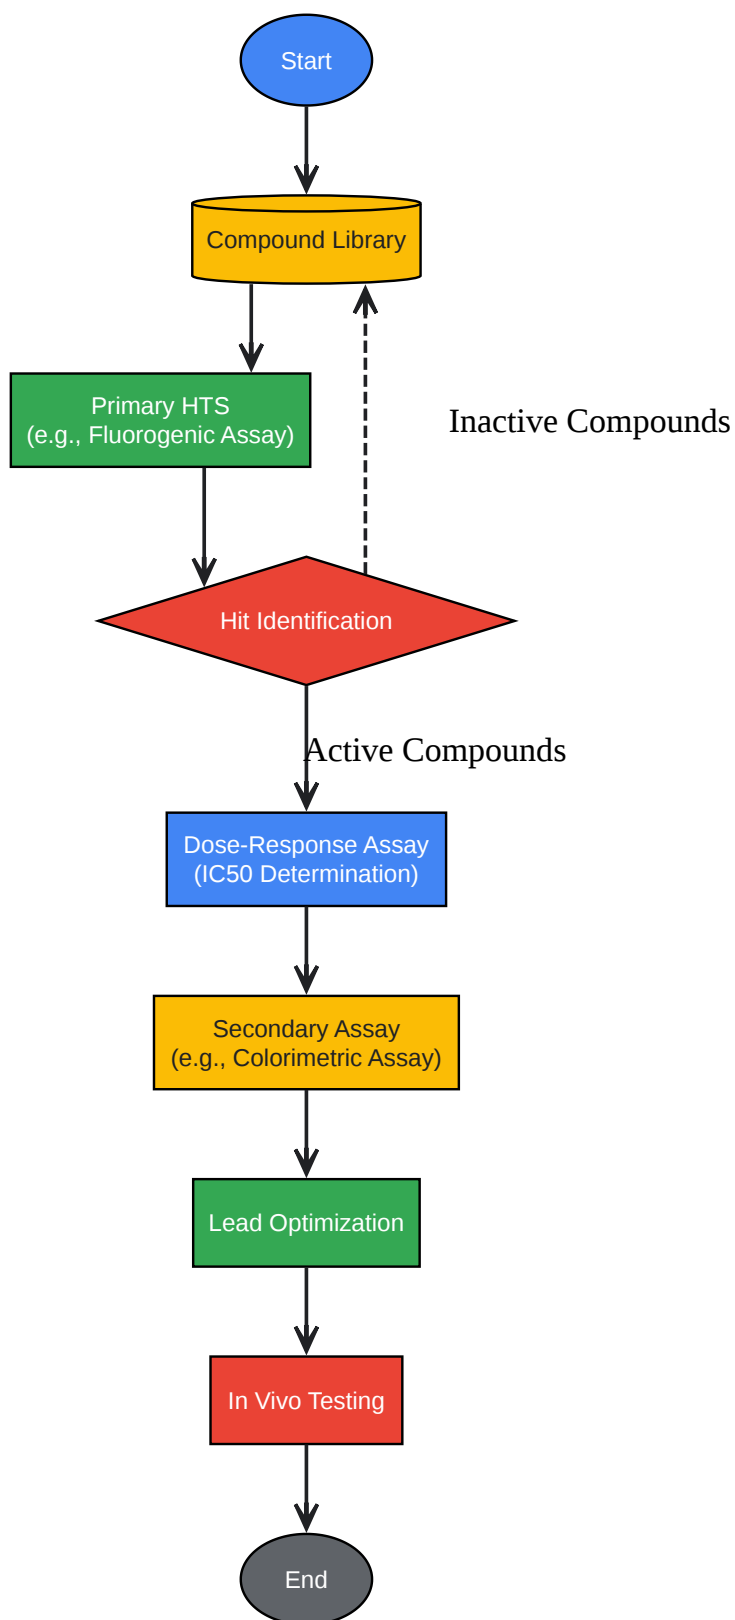 Start
Compound Library
Primary HTS
(e.g., Fluorogenic Assay)
Inactive Compounds
Hit Identification
Active Compounds
Dose-Response Assay
(IC50 Determination)
Secondary Assay
(e.g., Colorimetric Assay)
Lead Optimization
In Vivo Testing
End